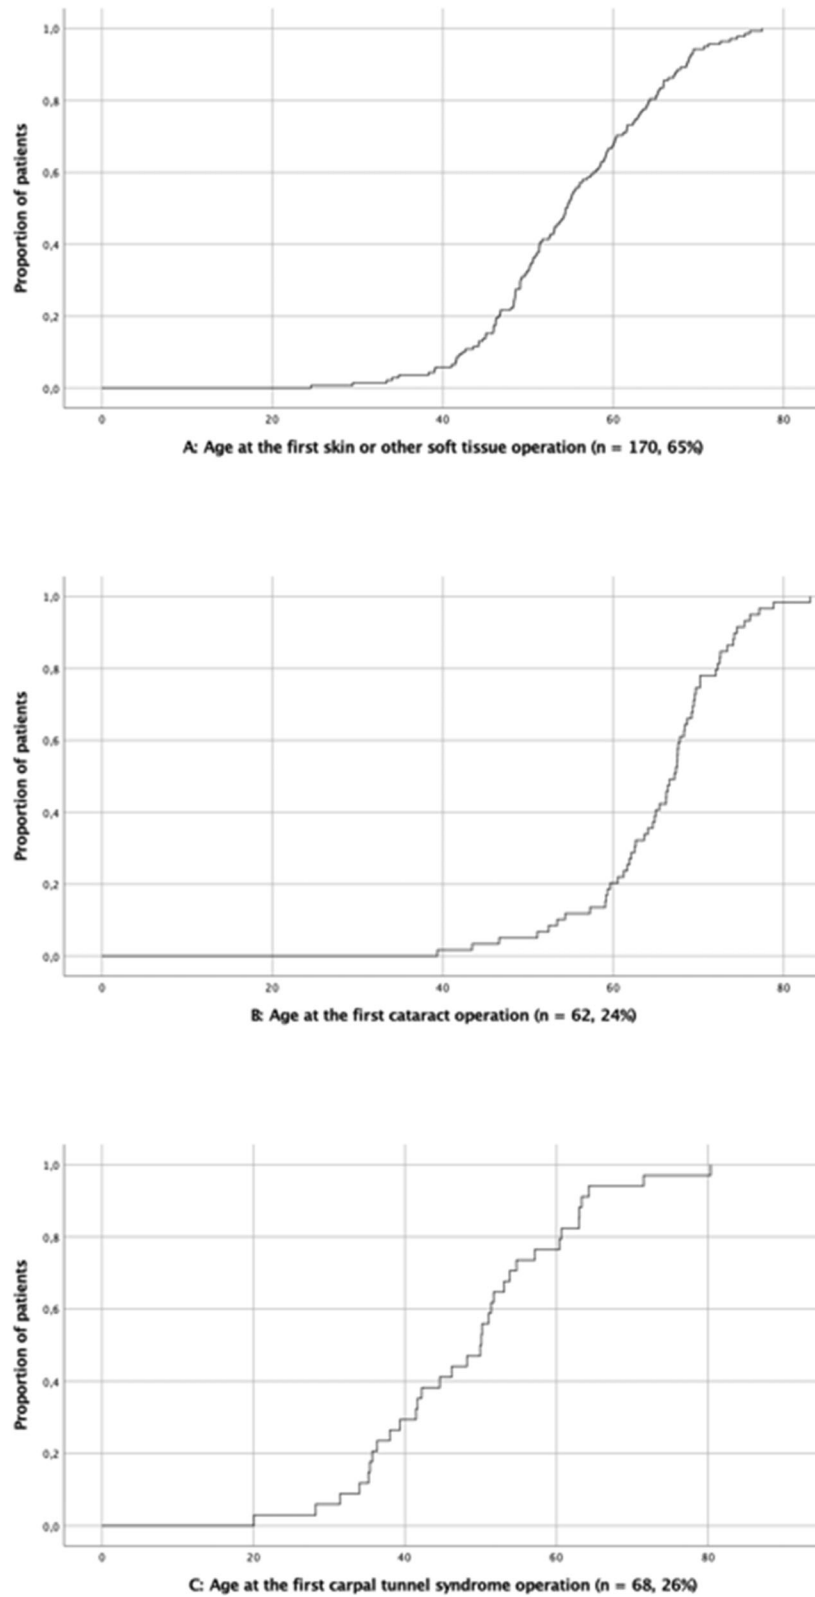 1,0
0,8
0,6
0,4
0,2
0,0
Proportion of patients
0 20 40 60 80
A: Age at the first skin or other soft tissue operation (n = 170, 65%)
1,0
0,8
0,6
0,4
0,2
0,0
Proportion of patients
0 20 40 60 80
B: Age at the first cataract operation (n = 62, 24%)
1,0
0,8
0,6
0,4
0,2
0,0
Proportion of patients
0 20 40 60 80
C: Age at the first carpal tunnel syndrome operation (n = 68, 26%)